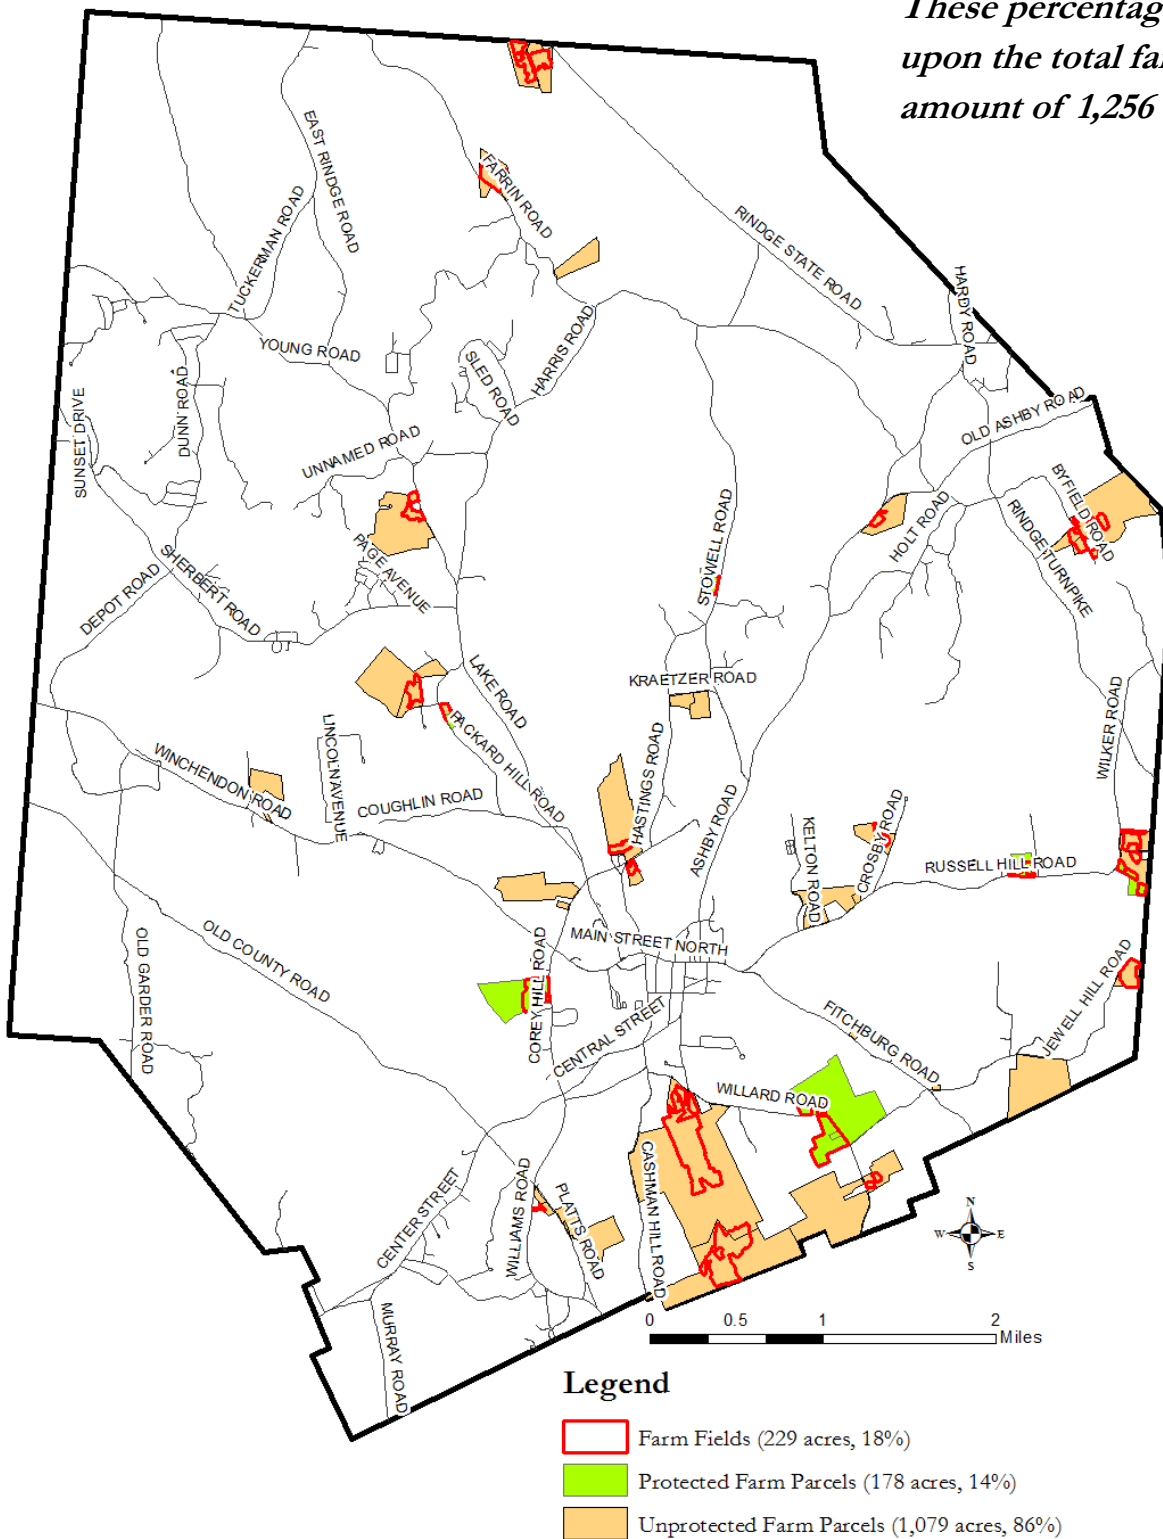 These percentag
upon the total fa
amount of 1,256
EAST RINDGE ROAD
FARRIN ROAD
TUCKERMAN ROAD
RINDGE STATE ROAD
HARDY ROAD
YOUNG ROAD
HARRIS ROAD
SLED ROAD
DUNN ROAD
SUNSET DRIVE
OLD ASHBY ROAD
UNNAMED ROAD
BYFIELD ROAD
HOLT ROAD
RINDGE TURNPIKE
STOWELL ROAD
PAGE AVENUE
SHERBERT ROAD
DEPOT ROAD
LAKE ROAD
KRAETZER ROAD
WILKER ROAD
PACKARD HILL ROAD
LINCOLN AVENUE
WINCHENDON ROAD
COUGHLIN ROAD
HASTINGS ROAD
ASHBY ROAD
KELTON ROAD
CROSBY ROAD
RUSSELL HILL ROAD
OLD COUNTY ROAD
OLD GARDER ROAD
MAIN STREET NORTH
COREY HILL ROAD
CENTRAL STREET
FITCHBURG ROAD
JEWELL HILL ROAD
WILLARD ROAD
CASHMAN HILL ROAD
CENTER STREET
WILLIAMS ROAD
PLATTS ROAD
MURRAY ROAD
N
W E
S
0 0.5 1 2
Miles
Legend
Farm Fields (229 acres, 18%)
Protected Farm Parcels (178 acres, 14%)
Unprotected Farm Parcels (1,079 acres, 86%)